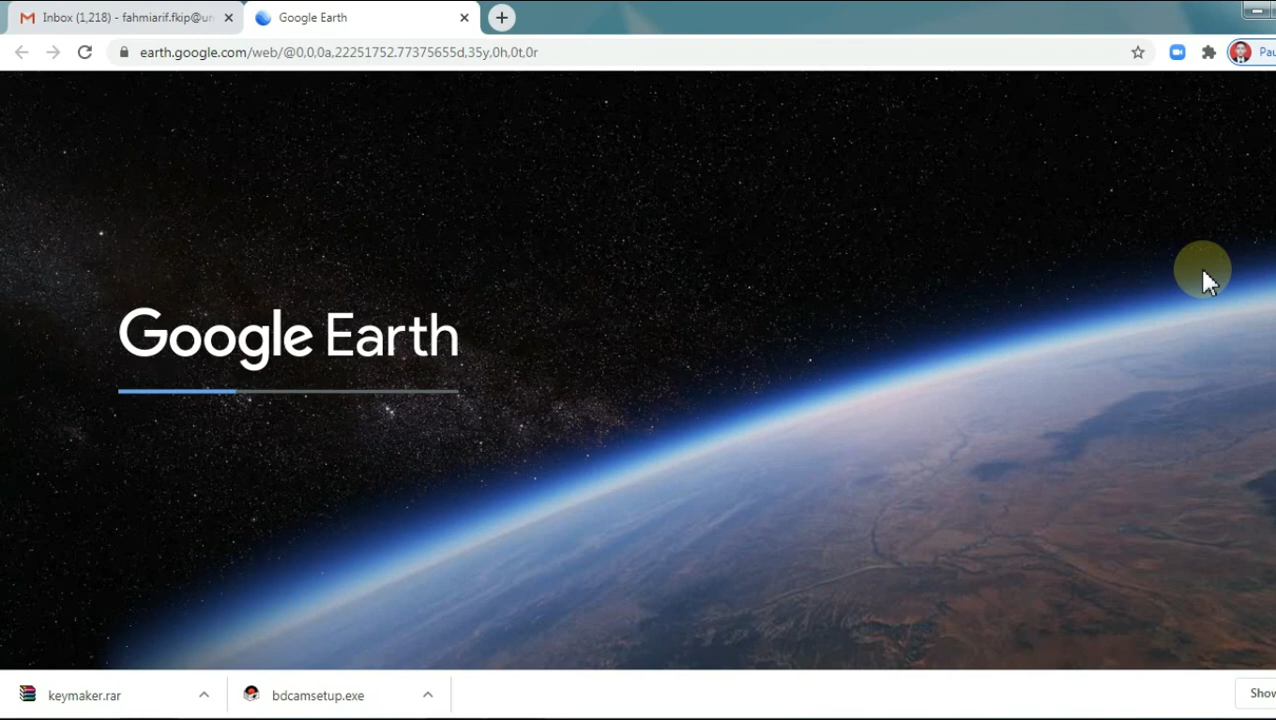 Inbox (1,218) - fahmiarif.fkip@un
Google Earth
earth.google.com/web/@0,0,0a,22251752.77375655d,35y,0h,0t,0r
Pau
Google Earth
keymaker.rar
bdcamsetup.exe
Show